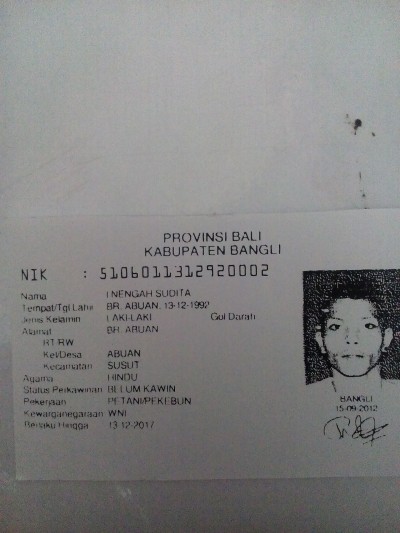 PROVINSI BALI
KABUPATEN BANGLI
NIK : 5106011312920002
Nama I NENGAH SUDITA
Tempat/Tgl Lahir BR. ABUAN, 13-12-1992
Jenis Kelamin LAKI-LAKI Gol Darah
Alamat BR. ABUAN
RT RW
Kel/Desa ABUAN
Kecamatan SUSUT
Agama HINDU
Status Perkawinan BELUM KAWIN
Pekerjaan PETANI/PEKEBUN
Kewarganegaraan WNI
Berlaku Hingga 13-12-2017
BANGLI
15-09-2012